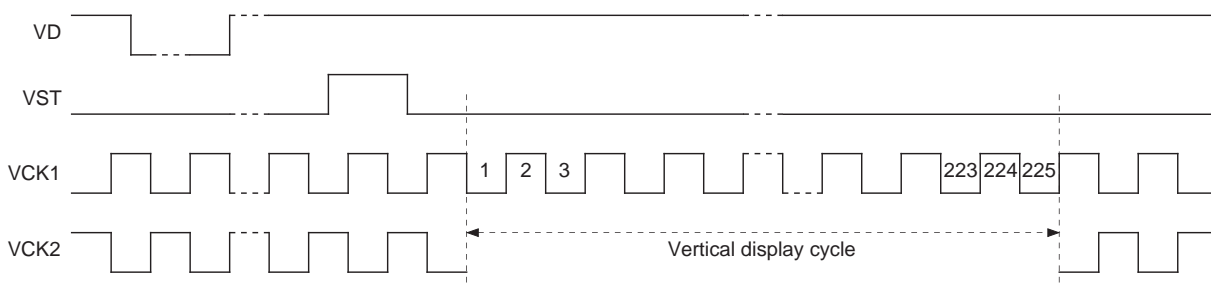 VD
VST
VCK1 1 2 3 223 224 225
VCK2
Vertical display cycle